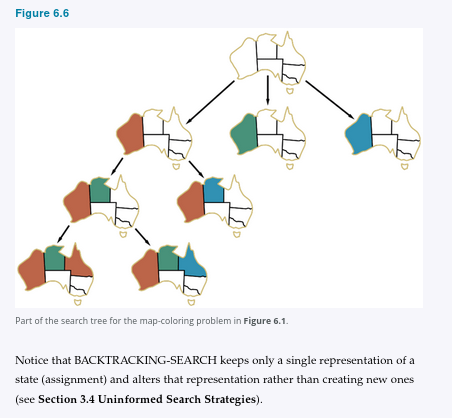 Figure 6.6
Part of the search tree for the map-coloring problem in Figure 6.1.
Notice that BACKTRACKING-SEARCH keeps only a single representation of a
state (assignment) and alters that representation rather than creating new ones
(see Section 3.4 Uninformed Search Strategies).